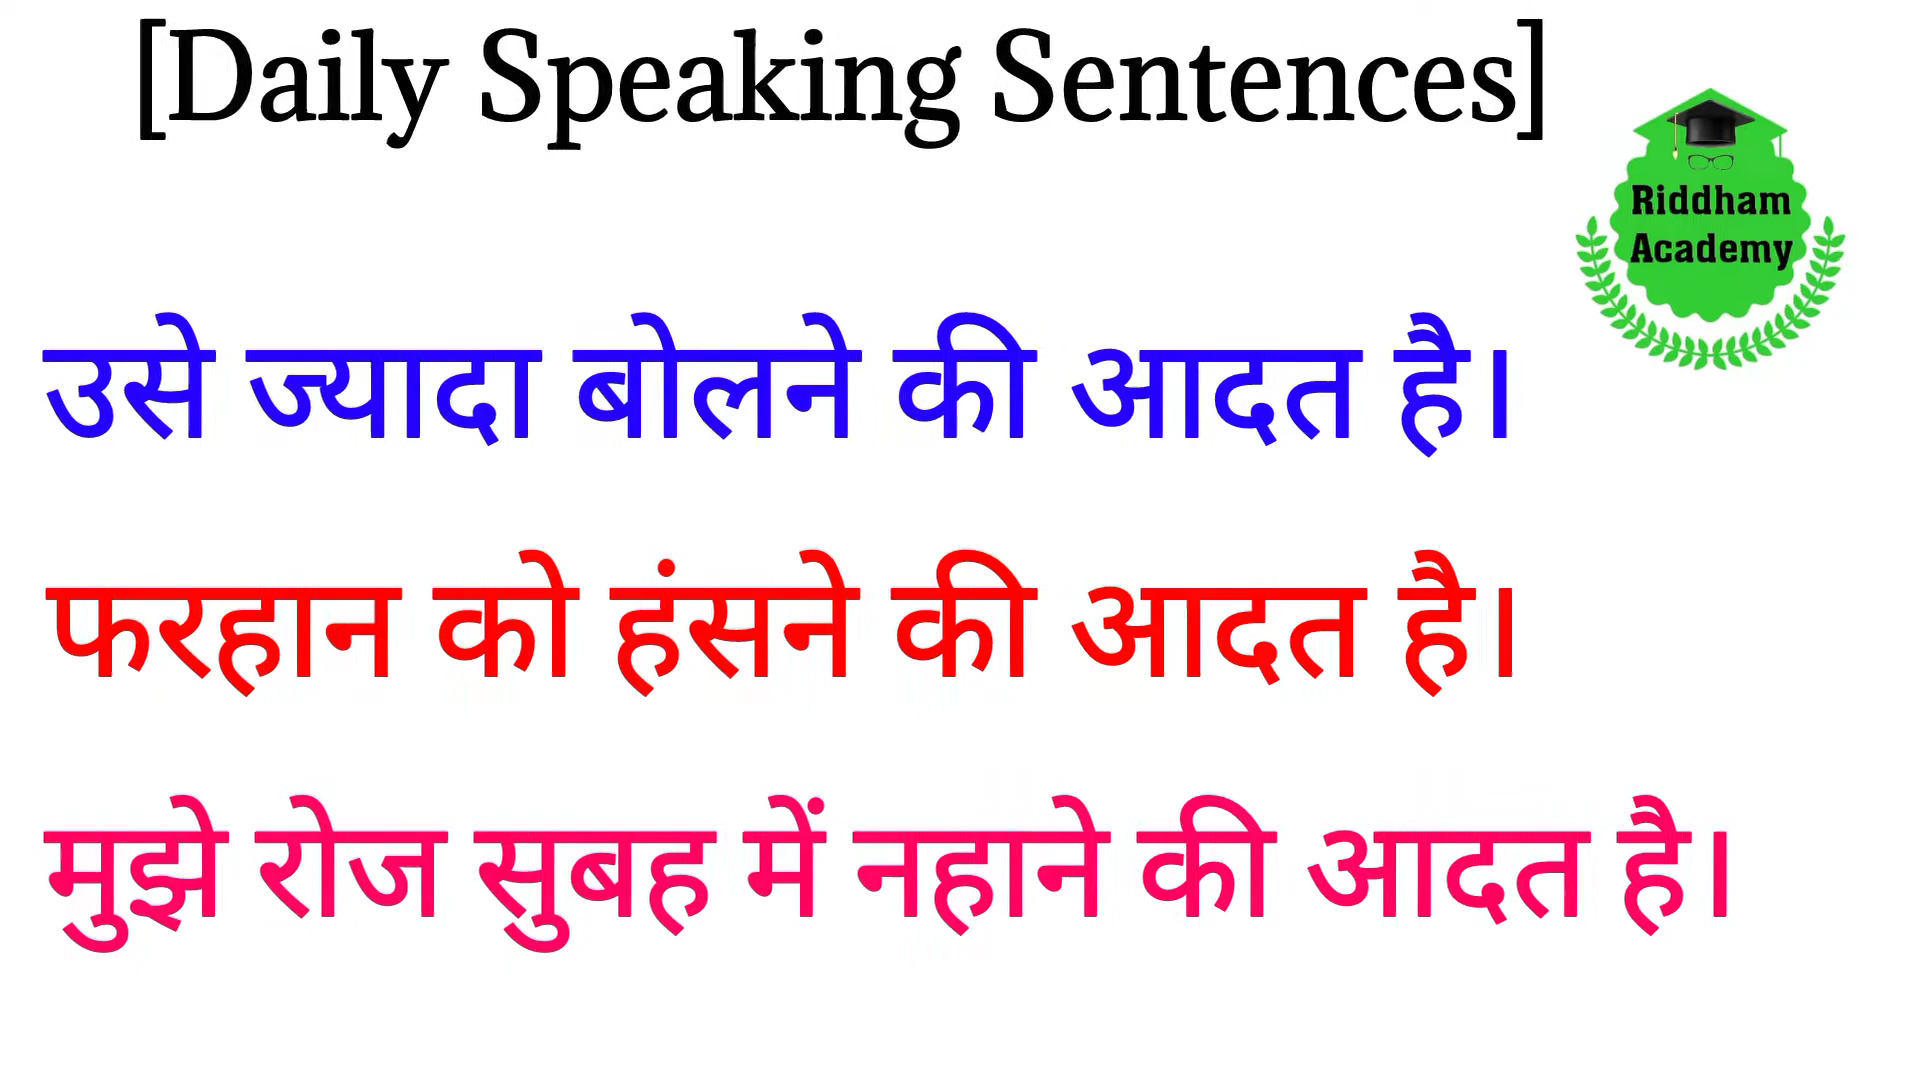 [Daily Speaking Sentences]
Riddham
Academy
उसे ज्यादा बोलने की आदत है।
फरहान को हंसने की आदत है।
मुझे रोज सुबह में नहाने की आदत है।